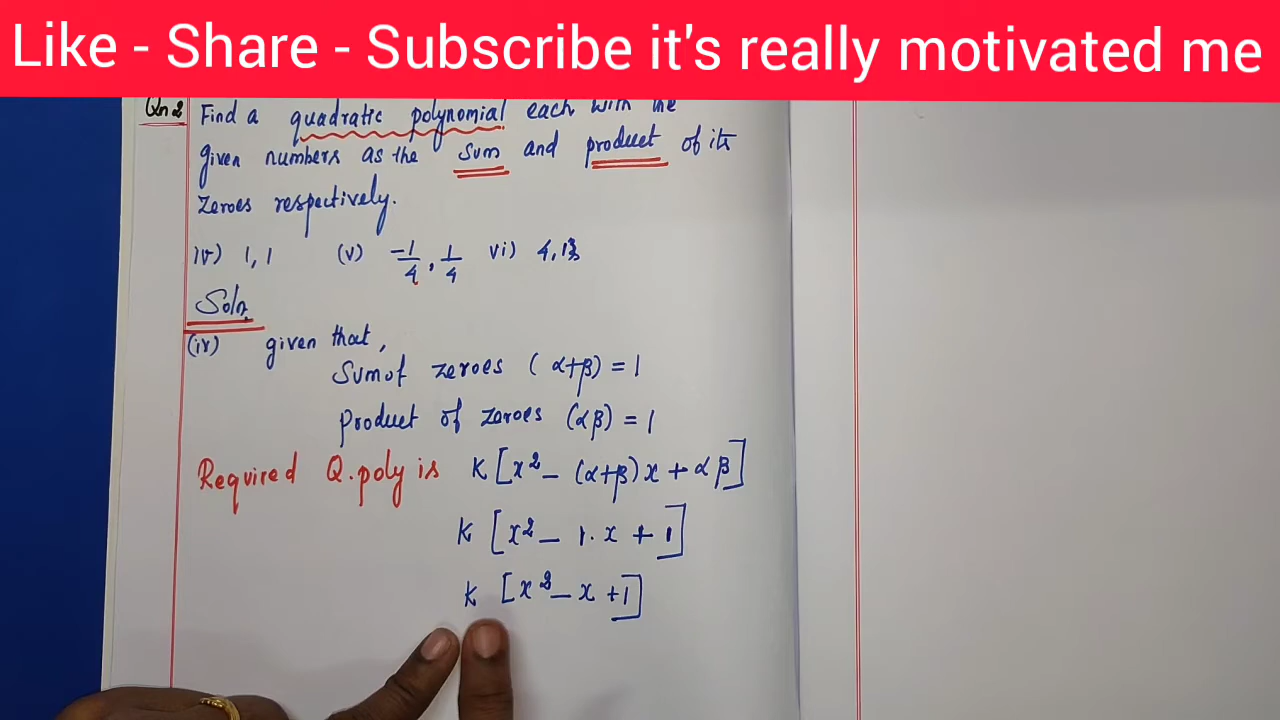 Like - Share - Subscribe it's really motivated me
Qn 2 Find a quadratic polynomial each with the
given numbers as the sum and product of its
zeroes respectively.
iv) 1, 1 (v) -1/4, 1/4 vi) 4, 1
Soln.
(iv) given that,
Sum of zeroes (α+β) = 1
product of zeroes (αβ) = 1
Required Q.poly is K[x² - (α+β)x + αβ]
K [x² - 1. x + 1]
K [x² - x + 1]